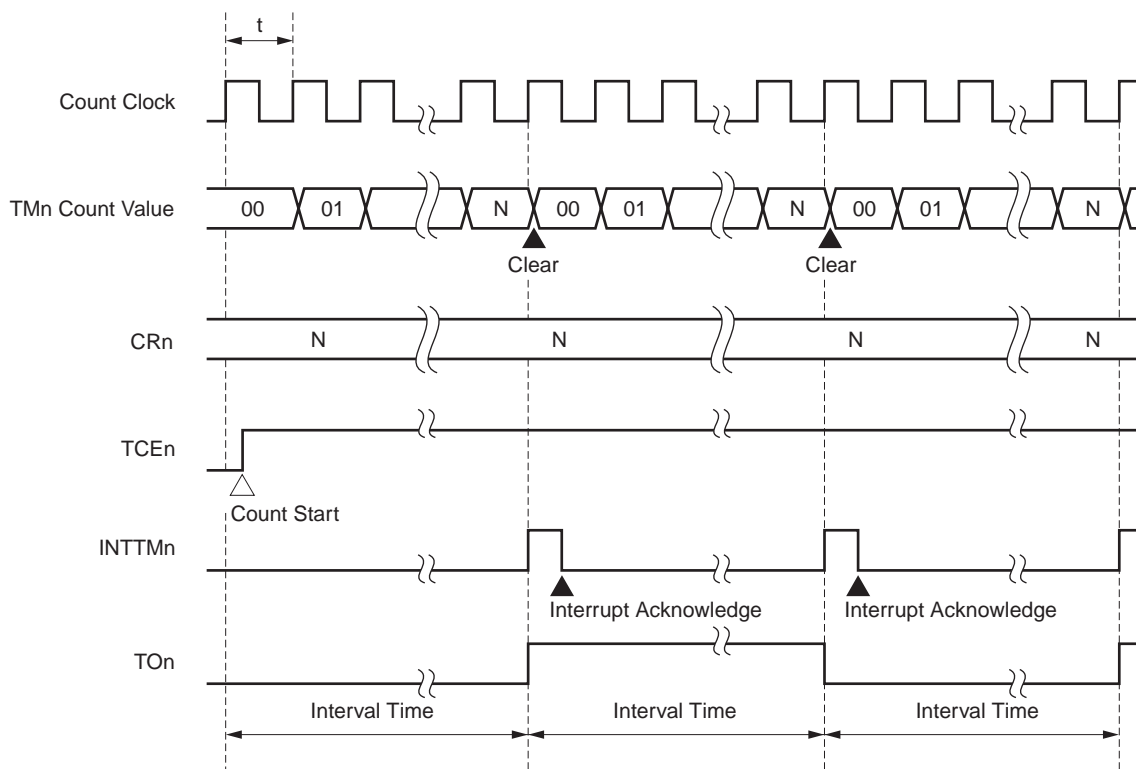 t
Count Clock
TMn Count Value 00 01 N 00 01 N 00 01 N
Clear Clear
CRn N N N N
TCEn
Count Start
INTTMn
Interrupt Acknowledge Interrupt Acknowledge
TOn
Interval Time Interval Time Interval Time